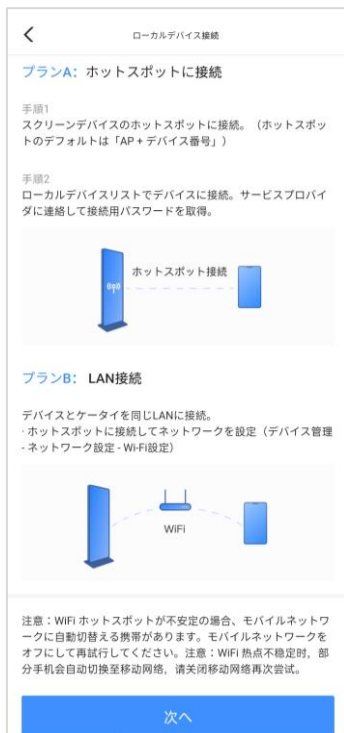 ローカルデバイス接続
プランA：ホットスポットに接続
手順1
スクリーンデバイスのホットスポットに接続。（ホットスポッ
トのデフォルトは「AP + デバイス番号」）
手順2
ローカルデバイスリストでデバイスに接続。サービスプロバイ
ダに連絡して接続用パスワードを取得。
ホットスポット接続
プランB： LAN接続
デバイスとケータイを同じLANに接続。
· ホットスポットに接続してネットワークを設定（デバイス管理
- ネットワーク設定 - Wi-Fi設定）
WiFi
注意：WiFi ホットスポットが不安定の場合、モバイルネットワ
ークに自動切替える携帯があります。モバイルネットワークを
オフにして再試行してください。注意：WiFi 热点不稳定时，部
分手机会自动切换至移动网络，请关闭移动网络再次尝试。
次へ